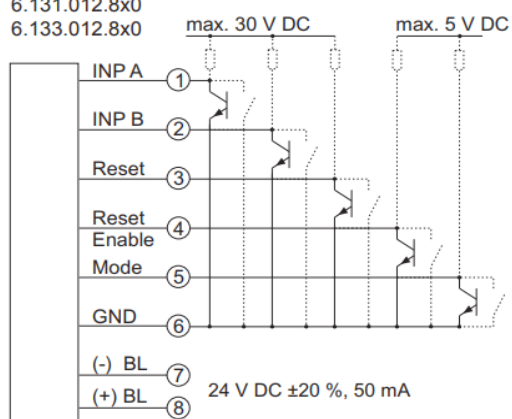 6.131.012.8x0
6.133.012.8x0
max. 30 V DC
max. 5 V DC
INP A
1
INP B
2
Reset
3
Reset
Enable
4
Mode
5
GND
6
(-) BL
7
(+) BL
8
24 V DC ±20 %, 50 mA